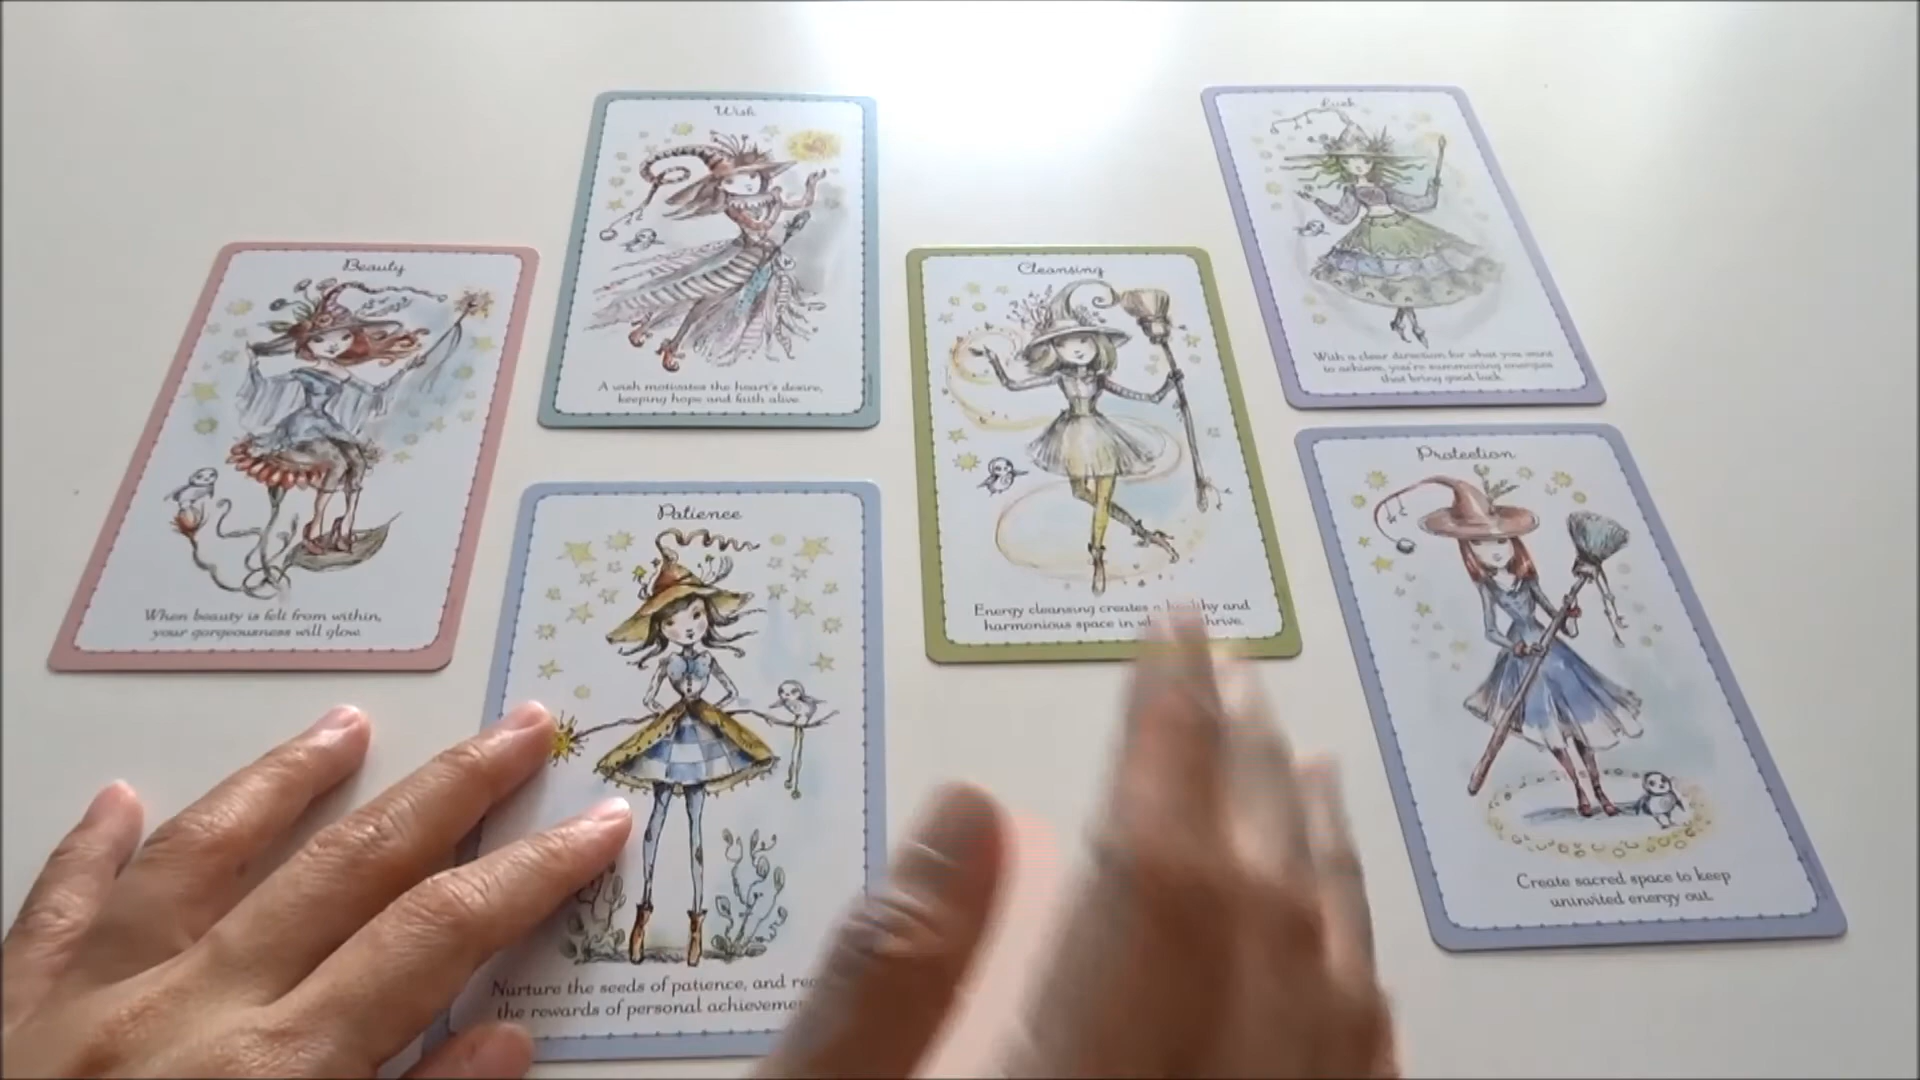 Wish
A wish motivates the heart's desire,
keeping hope and faith alive.
Luck
With a clear direction for what you want
to achieve, you're summoning energies
that bring good luck.
Beauty
When beauty is felt from within,
your gorgeousness will glow.
Cleansing
Energy cleansing creates a healthy and
harmonious space in thrive.
Protection
Create sacred space to keep
uninvited energy out.
Patience
Nurture the seeds of patience, and
the rewards of personal